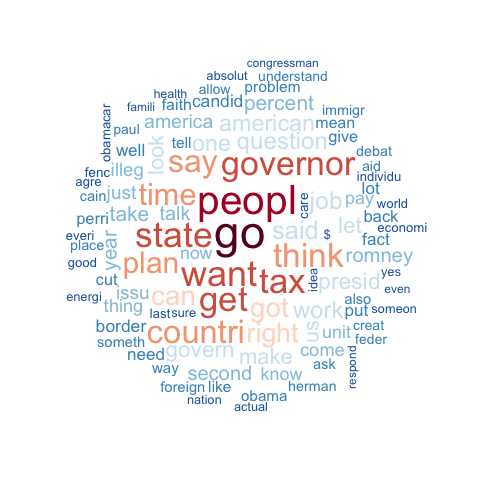 congressman
absolut understand
health allow problem
famili faith candid percent
obamacar america american immigr
paul well tell one question mean give
fenc illeg look say governor debat
agre cain just time peopl care job pay aid individu
perri take talk said let lot world
everi year state go $ back economi
place plan now want think fact romney
good cut tax idea presid yes
energi issu can get got work also even
thing last sure put someon
border countri right us unit creat
someth govern make come feder
need second know ask respond
way foreign like herman
nation obama
actual